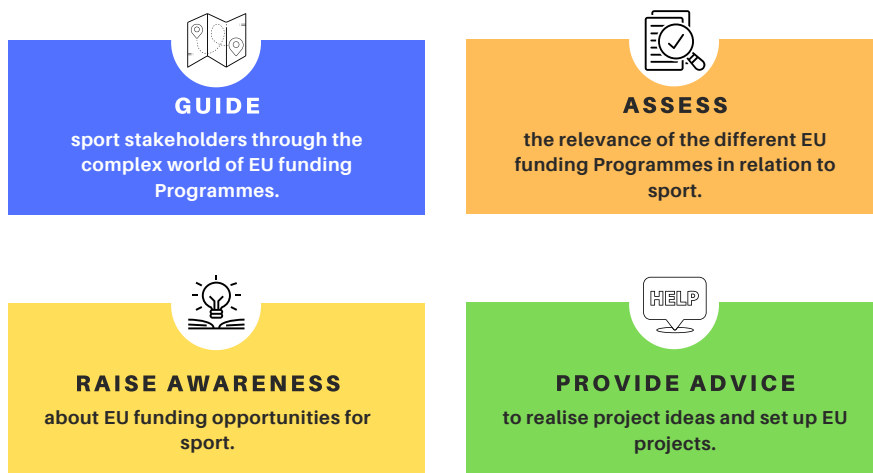 GUIDE
sport stakeholders through the
complex world of EU funding
Programmes.
ASSESS
the relevance of the different EU
funding Programmes in relation to
sport.
RAISE AWARENESS
about EU funding opportunities for
sport.
HELP
PROVIDE ADVICE
to realise project ideas and set up EU
projects.